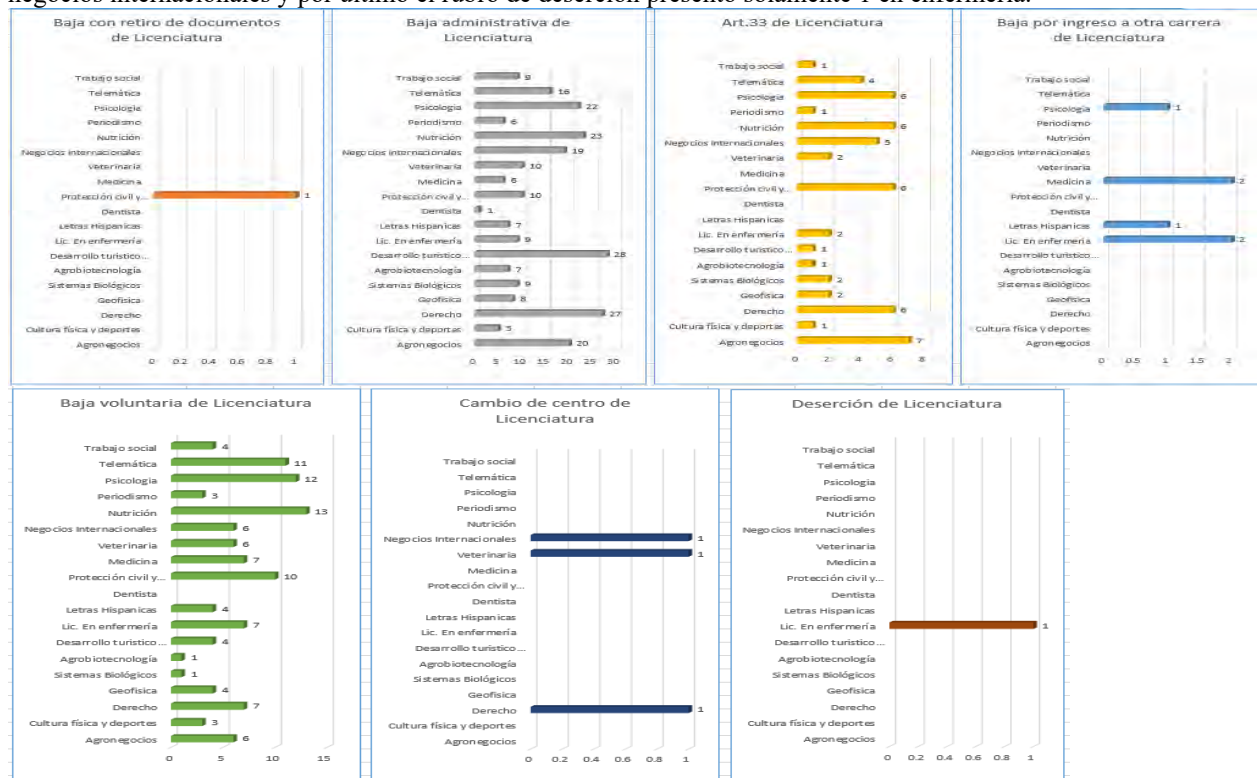 negocios internacionales y por último el rubro de deserción presento solamente 1 en enfermería.
Baja con retiro de documentos
de Licenciatura
Trabajo social
Telemática
Psicologia
Periodismo
Nutrición
Negocios Internacionales
Veterinaria
Medicina
Protección civil y... 1
Dentista
Letras Hispanicas
Lic. En enfermería
Desarrollo turistico ...
Agrobiotecnología
Sistemas Biológicos
Geofisica
Derecho
Cultura física y deportes
Agronegocios
0 0.2 0.4 0.6 0.8 1
Baja administrativa de
Licenciatura
Trabajo social 9
Telemática 16
Psicologia 22
Periodismo 6
Nutrición 23
Negocios Internacionales 19
Veterinaria 10
Medicina 6
Protección civil y... 10
Dentista 1
Letras Hispanicas 7
Lic. En enfermería 9
Desarrollo turistico ... 28
Agrobiotecnología 7
Sistemas Biológicos 9
Geofisica 8
Derecho 27
Cultura física y deportes 5
Agronegocios 20
0 5 10 15 20 25 30
Art.33 de Licenciatura
Trabajo social 1
Telemática 4
Psicologia 6
Periodismo 1
Nutrición 6
Negocios Internacionales 5
Veterinaria 2
Medicina
Protección civil y... 6
Dentista
Letras Hispanicas
Lic. En enfermería 2
Desarrollo turistico ... 1
Agrobiotecnología 1
Sistemas Biológicos 2
Geofisica 2
Derecho 6
Cultura física y deportes 1
Agronegocios 7
0 2 4 6 8
Baja por ingreso a otra carrera
de Licenciatura
Trabajo social
Telemática
Psicologia 1
Periodismo
Nutrición
Negocios Internacionales
Veterinaria
Medicina 2
Protección civil y...
Dentista
Letras Hispanicas 1
Lic. En enfermería 2
Desarrollo turistico ...
Agrobiotecnología
Sistemas Biológicos
Geofisica
Derecho
Cultura física y deportes
Agronegocios
0 0.5 1 1.5 2
Baja voluntaria de Licenciatura
Trabajo social 4
Telemática 11
Psicologia 12
Periodismo 3
Nutrición 13
Negocios Internacionales 6
Veterinaria 6
Medicina 7
Protección civil y... 10
Dentista
Letras Hispanicas 4
Lic. En enfermería 7
Desarrollo turistico ... 4
Agrobiotecnología 1
Sistemas Biológicos 1
Geofisica 4
Derecho 7
Cultura física y deportes 3
Agronegocios 6
0 5 10 15
Cambio de centro de
Licenciatura
Trabajo social
Telemática
Psicologia
Periodismo
Nutrición
Negocios Internacionales 1
Veterinaria 1
Medicina
Protección civil y...
Dentista
Letras Hispanicas
Lic. En enfermería
Desarrollo turistico ...
Agrobiotecnología
Sistemas Biológicos
Geofisica
Derecho 1
Cultura física y deportes
Agronegocios
0 0.2 0.4 0.6 0.8 1
Deserción de Licenciatura
Trabajo social
Telemática
Psicologia
Periodismo
Nutrición
Negocios Internacionales
Veterinaria
Medicina
Protección civil y...
Dentista
Letras Hispanicas
Lic. En enfermería 1
Desarrollo turistico ...
Agrobiotecnología
Sistemas Biológicos
Geofisica
Derecho
Cultura física y deportes
Agronegocios
0 0.2 0.4 0.6 0.8 1